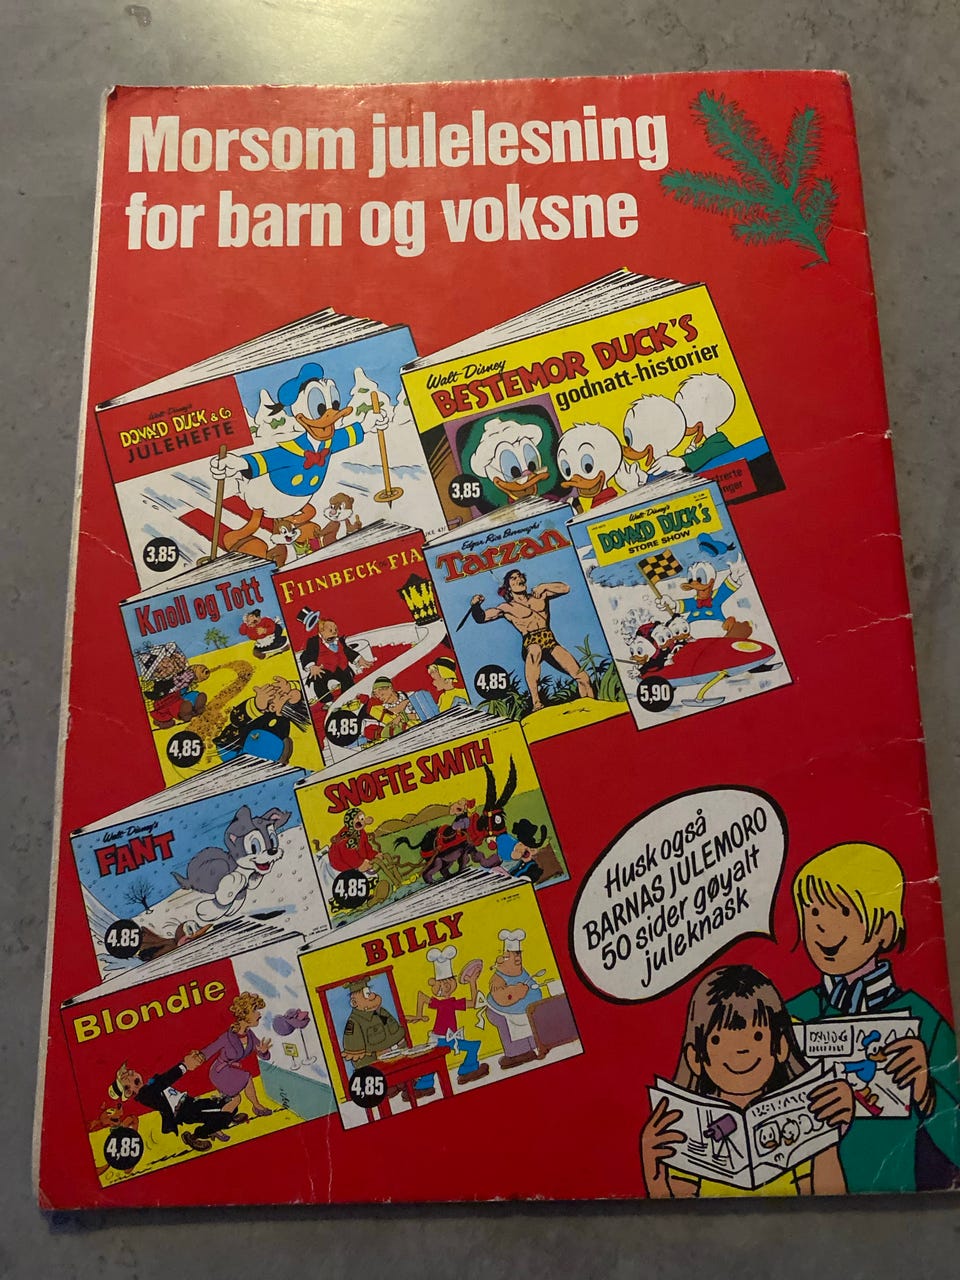 Morsom julelesning
for barn og voksne
Walt Disney's
DONALD DUCK & Co
JULEHEFTE
3,85
Walt Disney
BESTEMOR DUCK'S
godnatt-historier
3,85
Knoll og Tott
4,85
FIINBECK OG FIA
4,85
Edgar Rice Burroughs'
Tarzan
4,85
Walt Disney's
DONALD DUCK'S
STORE SHOW
5,90
Walt Disney's
FANT
4.85
SNØFTE SMITH
4,85
Blondie
4,85
BILLY
4,85
Husk også
BARNAS JULEMORO
50 sider gøyalt
juleknask